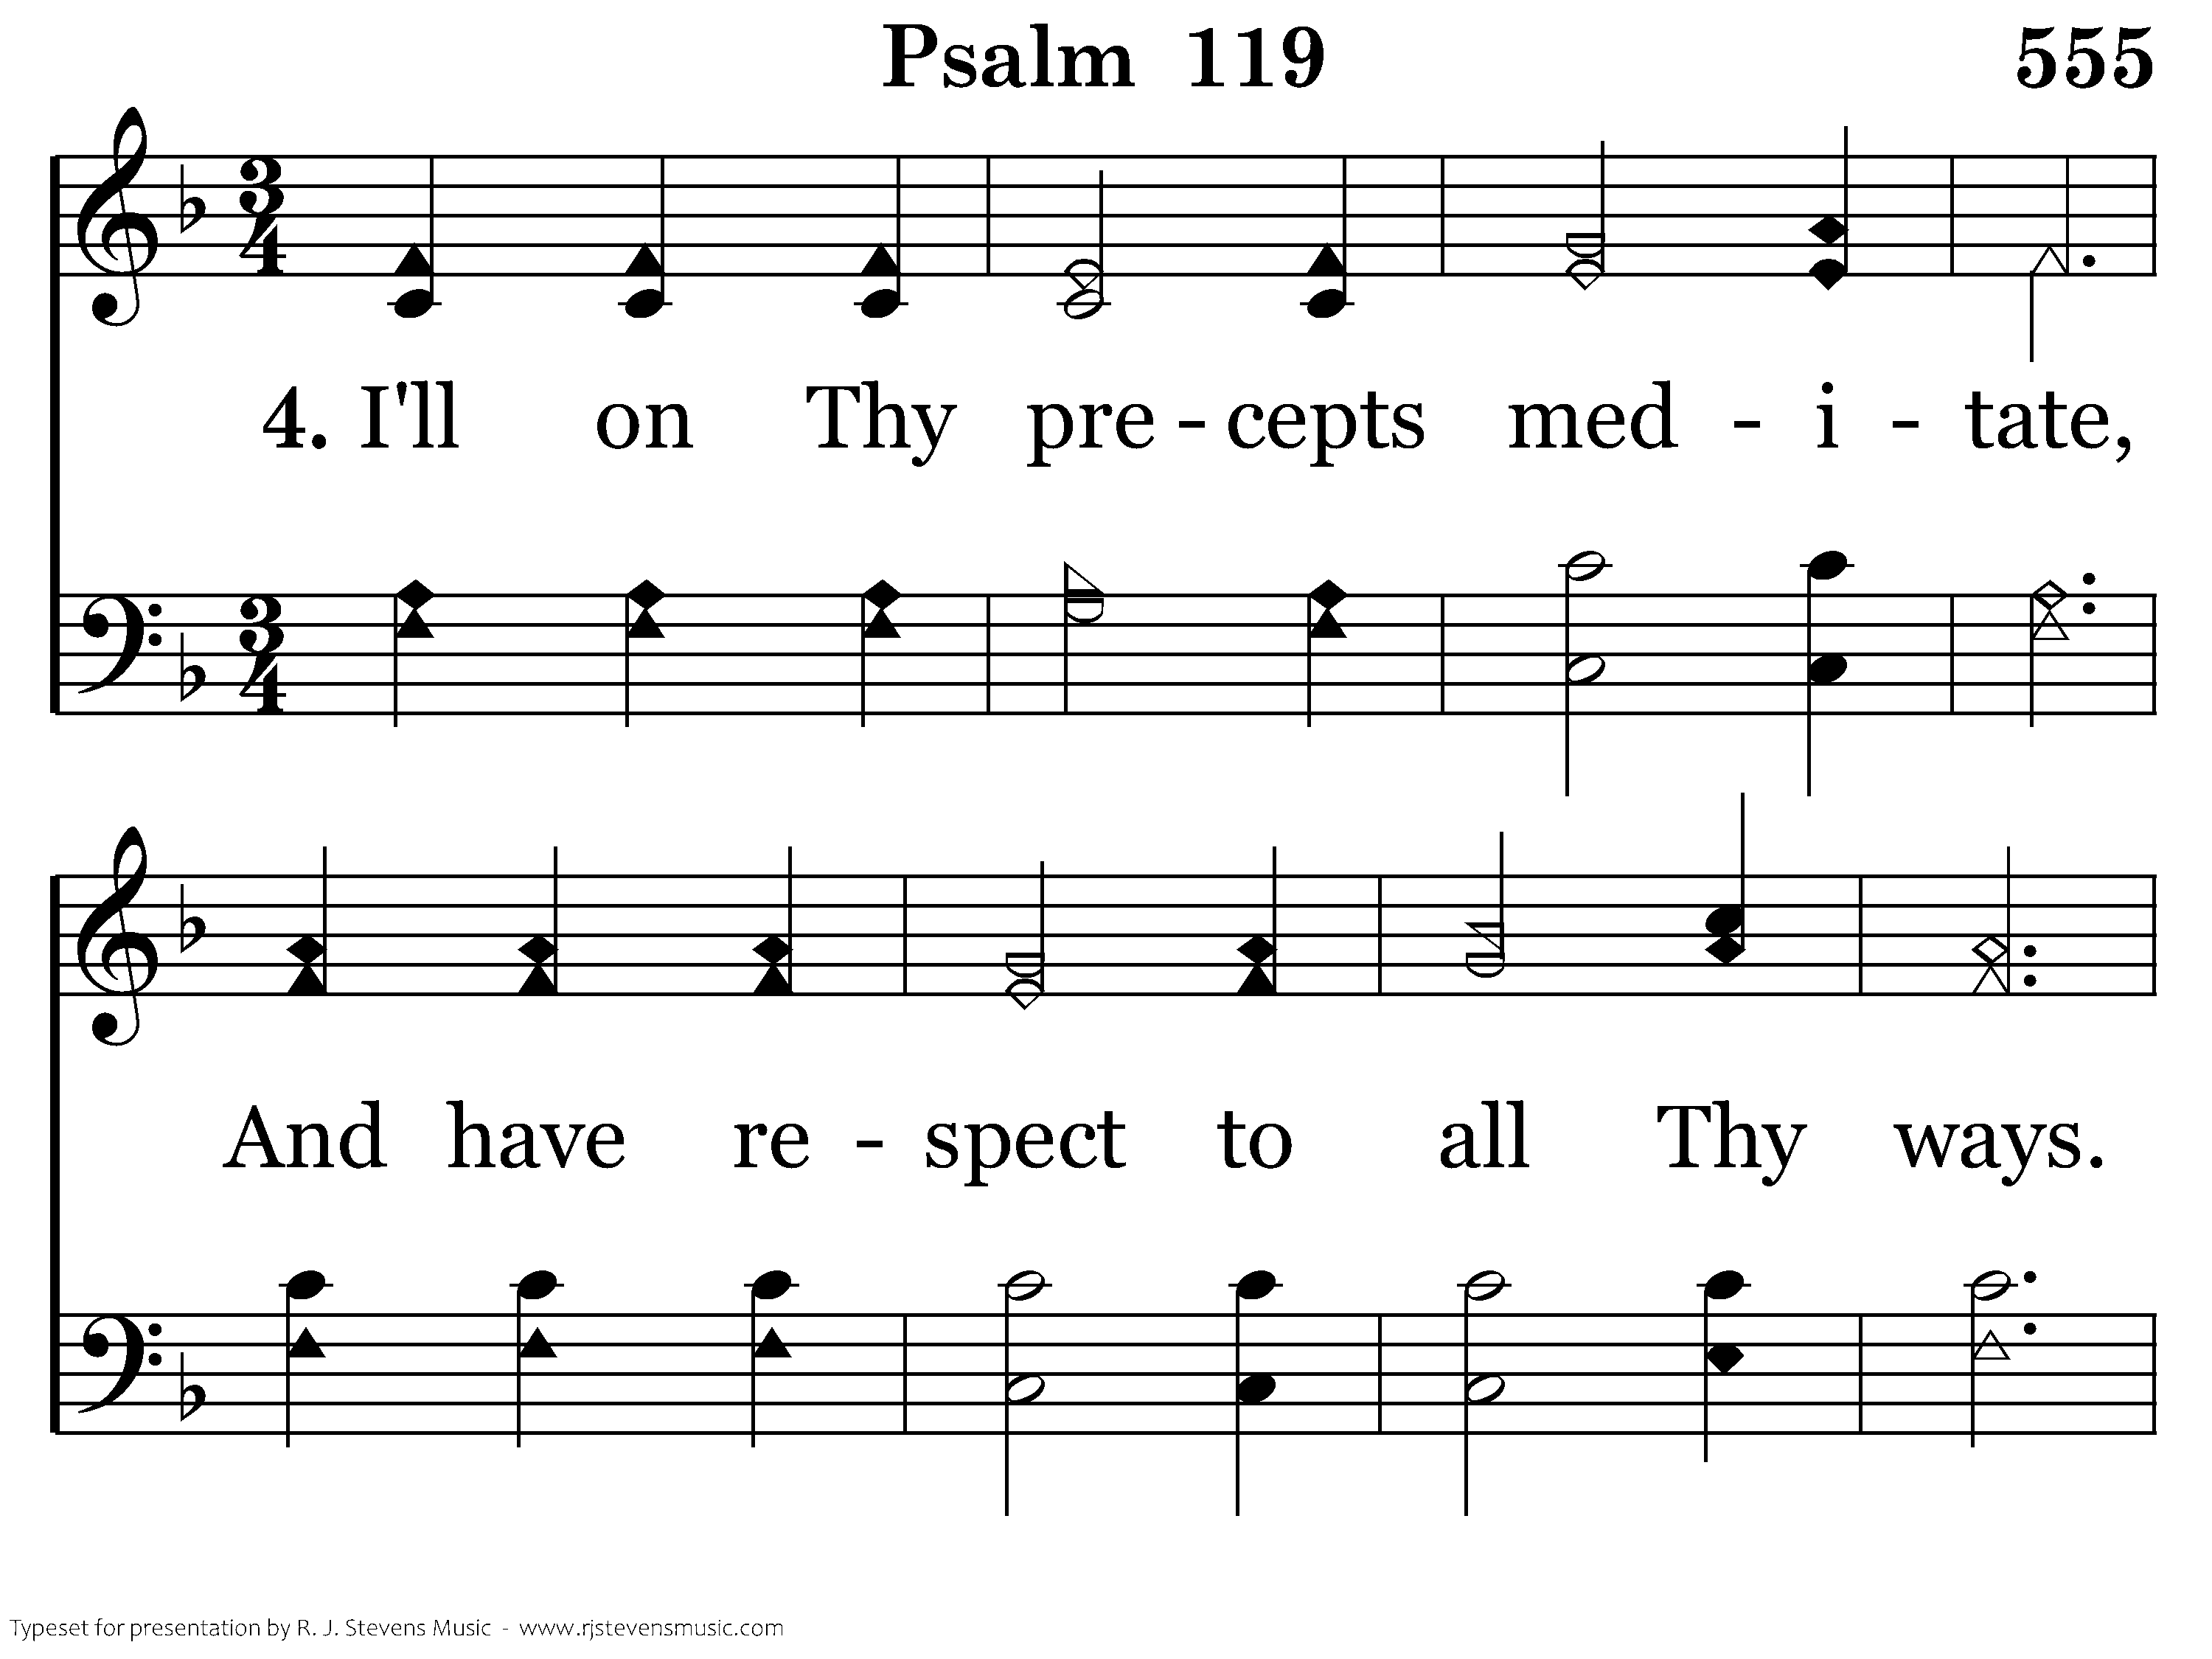 Psalm 119 555
4. I'll on Thy pre - cepts med - i - tate,
And have re - spect to all Thy ways.
Typeset for presentation by R. J. Stevens Music - www.rjstevensmusic.com